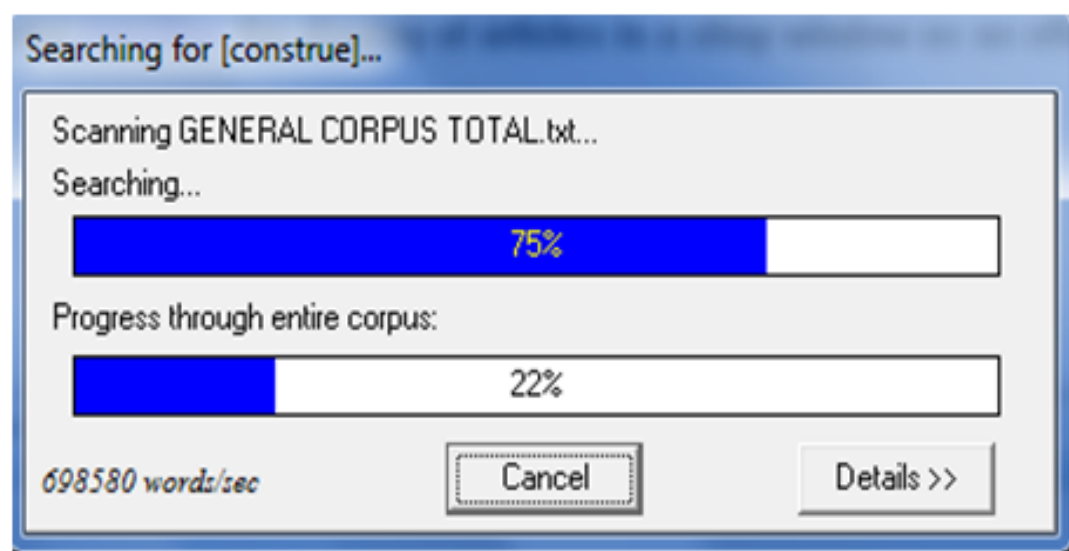 Searching for [construe]...
Scanning GENERAL CORPUS TOTAL.txt...
Searching...
75%
Progress through entire corpus:
22%
698580 words/sec
Cancel
Details >>